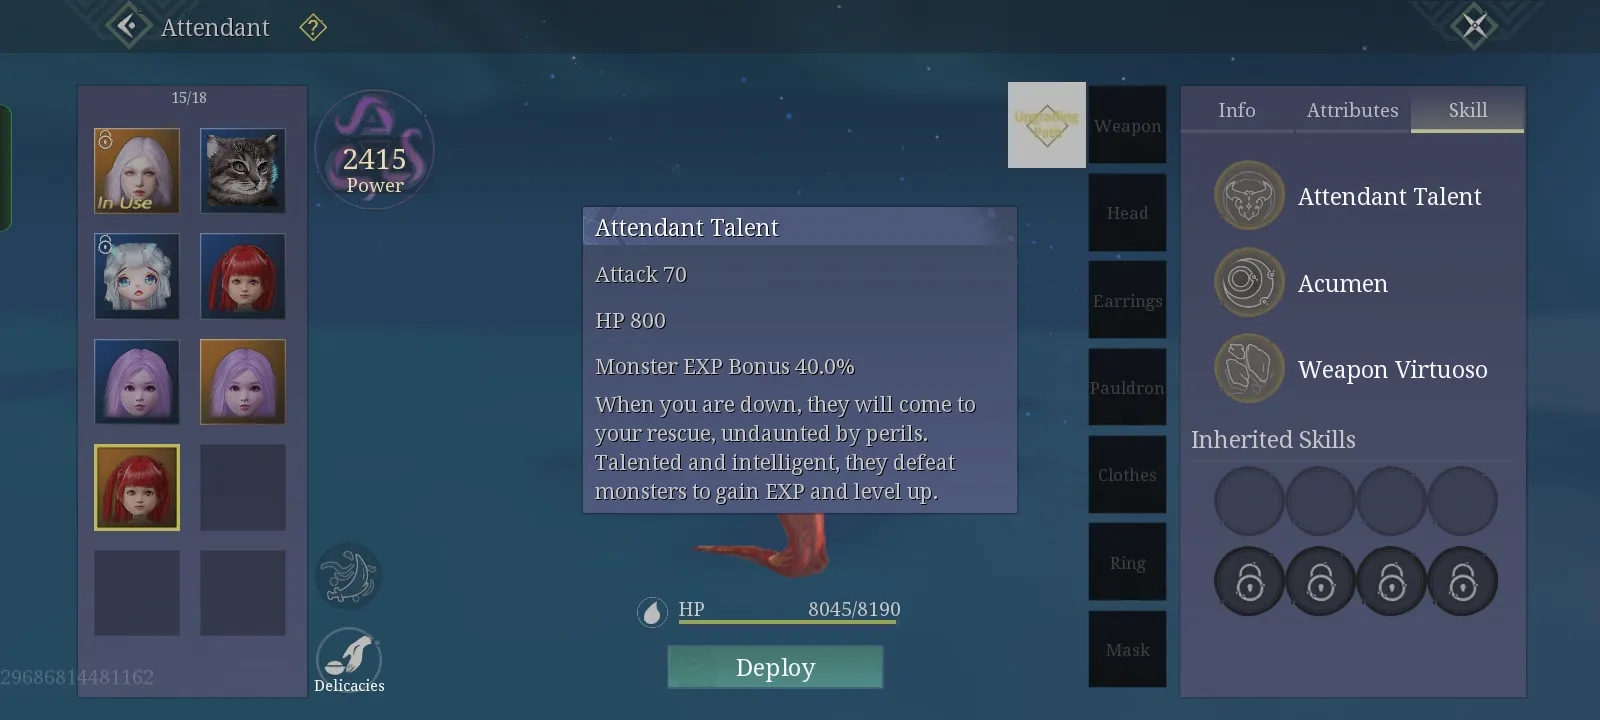 Attendant
?
15/18
In Use
2415
Power
Delicacies
29686814481162
Attendant Talent
Attack 70
HP 800
Monster EXP Bonus 40.0%
When you are down, they will come to
your rescue, undaunted by perils.
Talented and intelligent, they defeat
monsters to gain EXP and level up.
HP 8045/8190
Deploy
Upgrading
Path
Weapon
Head
Earrings
Pauldron
Clothes
Ring
Mask
Info Attributes Skill
Attendant Talent
Acumen
Weapon Virtuoso
Inherited Skills